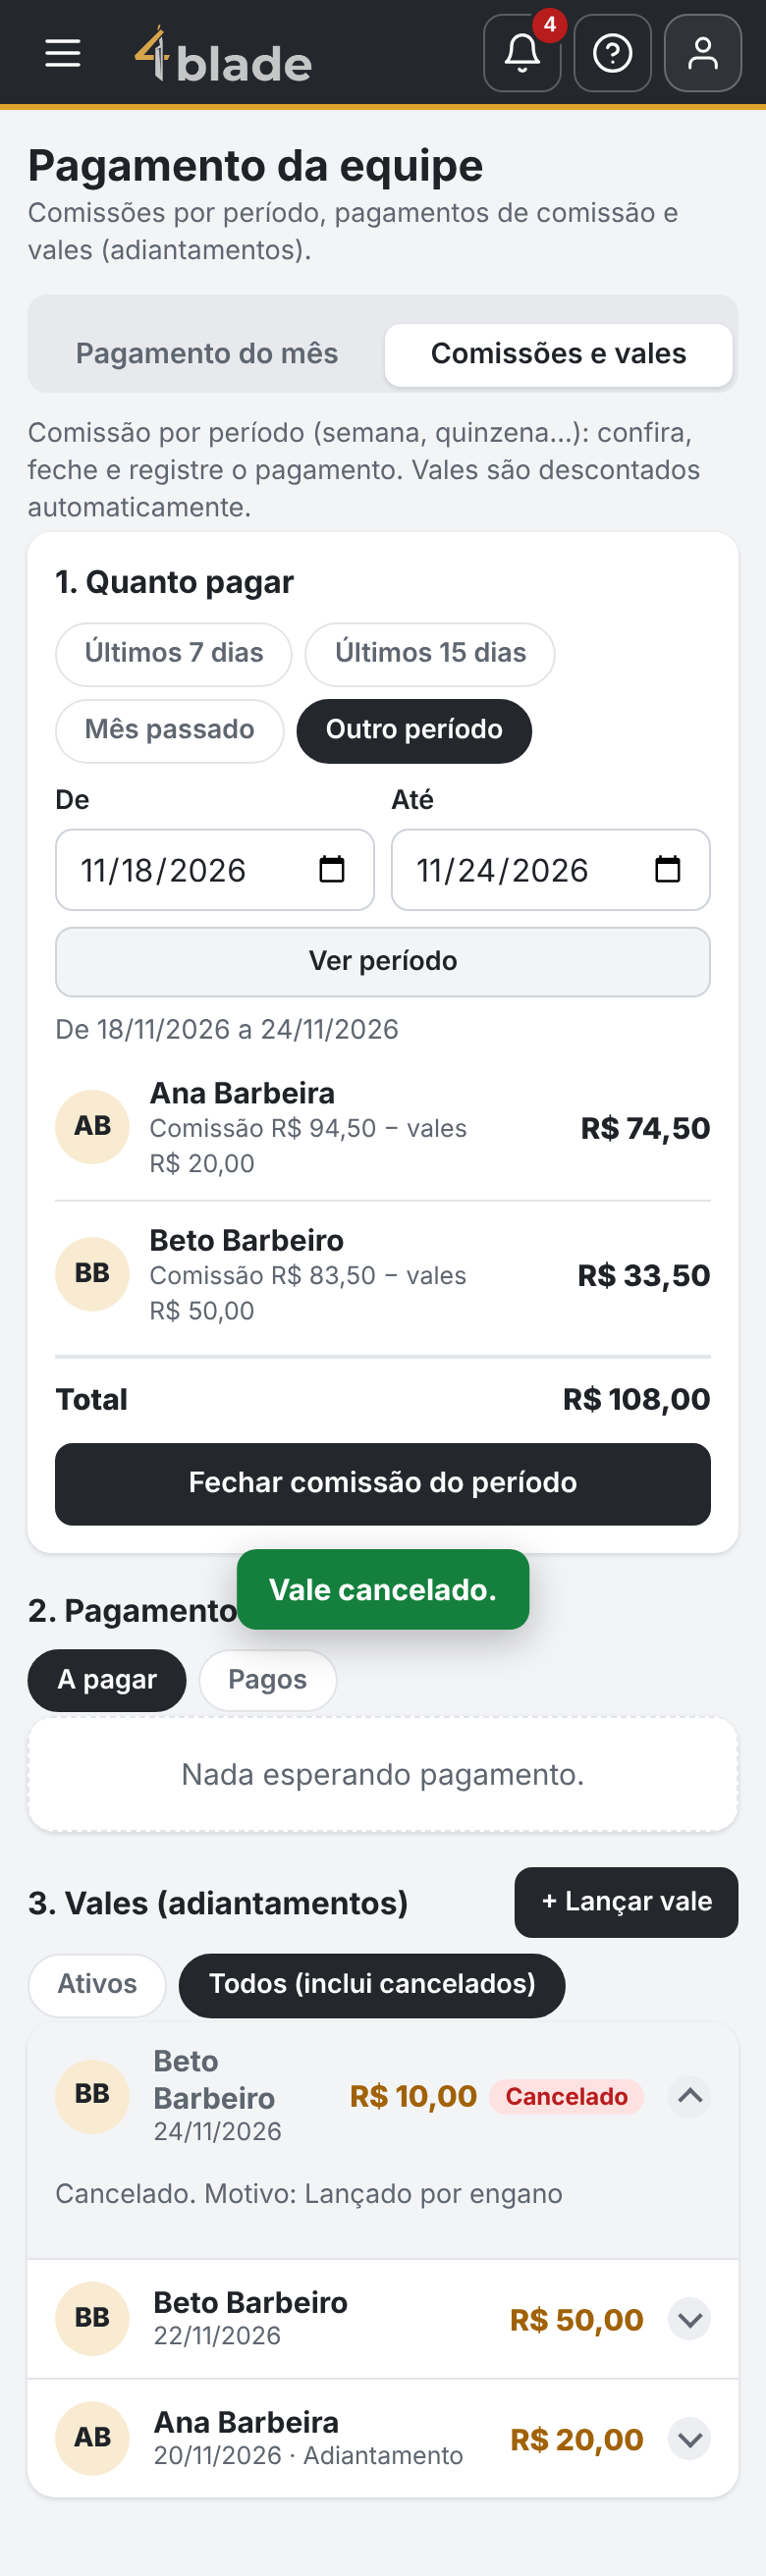 4blade
4
Pagamento da equipe
Comissões por período, pagamentos de comissão e
vales (adiantamentos).
Pagamento do mês
Comissões e vales
Comissão por período (semana, quinzena...): confira,
feche e registre o pagamento. Vales são descontados
automaticamente.
1. Quanto pagar
Últimos 7 dias
Últimos 15 dias
Mês passado
Outro período
De
Até
11/18/2026
11/24/2026
Ver período
De 18/11/2026 a 24/11/2026
AB
Ana Barbeira
Comissão R$ 94,50 − vales
R$ 20,00
R$ 74,50
BB
Beto Barbeiro
Comissão R$ 83,50 − vales
R$ 50,00
R$ 33,50
Total
R$ 108,00
Fechar comissão do período
Vale cancelado.
2. Pagamento
A pagar
Pagos
Nada esperando pagamento.
3. Vales (adiantamentos)
+ Lançar vale
Ativos
Todos (inclui cancelados)
BB
Beto
Barbeiro
24/11/2026
R$ 10,00
Cancelado
Cancelado. Motivo: Lançado por engano
BB
Beto Barbeiro
22/11/2026
R$ 50,00
AB
Ana Barbeira
20/11/2026 · Adiantamento
R$ 20,00